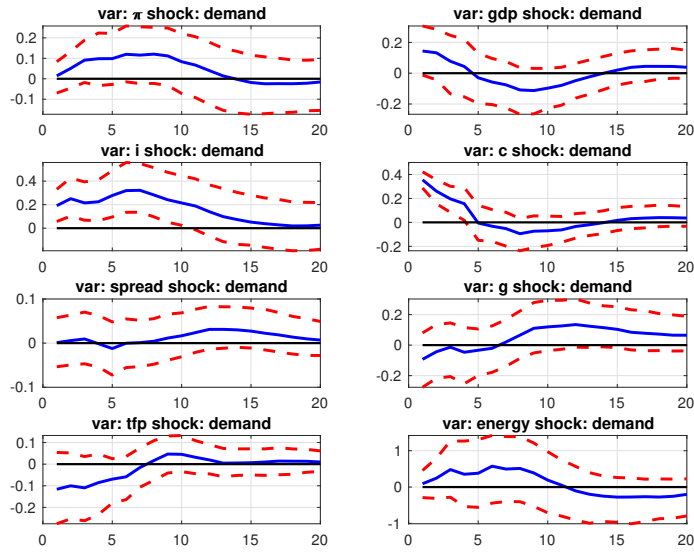 var: π shock: demand
0.2
0.1
0
-0.1
0 5 10 15 20
var: gdp shock: demand
0.2
0
-0.2
0 5 10 15 20
var: i shock: demand
0.4
0.2
0
0 5 10 15 20
var: c shock: demand
0.4
0.2
0
-0.2
0 5 10 15 20
var: spread shock: demand
0.1
0
-0.1
0 5 10 15 20
var: g shock: demand
0.2
0
-0.2
0 5 10 15 20
var: tfp shock: demand
0.1
0
-0.1
-0.2
0 5 10 15 20
var: energy shock: demand
1
0
-1
0 5 10 15 20